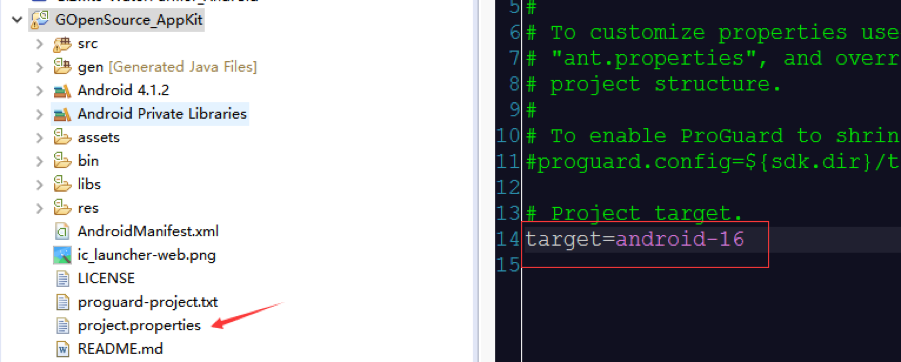 GOpenSource_AppKit
src
gen [Generated Java Files]
Android 4.1.2
Android Private Libraries
assets
bin
libs
res
AndroidManifest.xml
ic_launcher-web.png
LICENSE
proguard-project.txt
project.properties
README.md
5 #
6 # To customize properties use
7 # "ant.properties", and overr
8 # project structure.
9 #
10 # To enable ProGuard to shrin
11 #proguard.config=${sdk.dir}/t
12
13 # Project target.
14 target=android-16
15